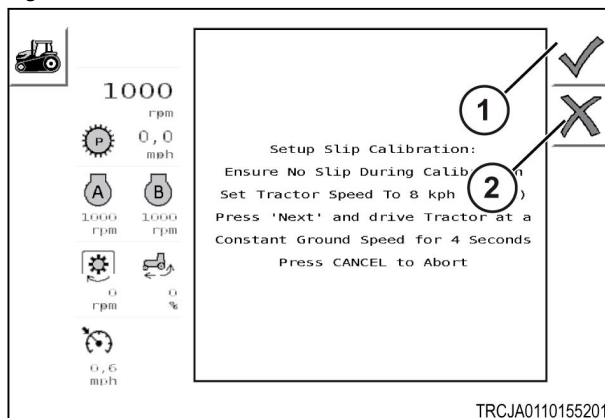 1000
rpm
P
0,0
mph
A
B
1000
rpm
1000
rpm
0
rpm
0
%
0,6
mph
Setup Slip Calibration:
Ensure No Slip During Calib n
Set Tractor Speed To 8 kph )
Press 'Next' and drive Tractor at a
Constant Ground Speed for 4 Seconds
Press CANCEL to Abort
1
2
TRCJA0110155201